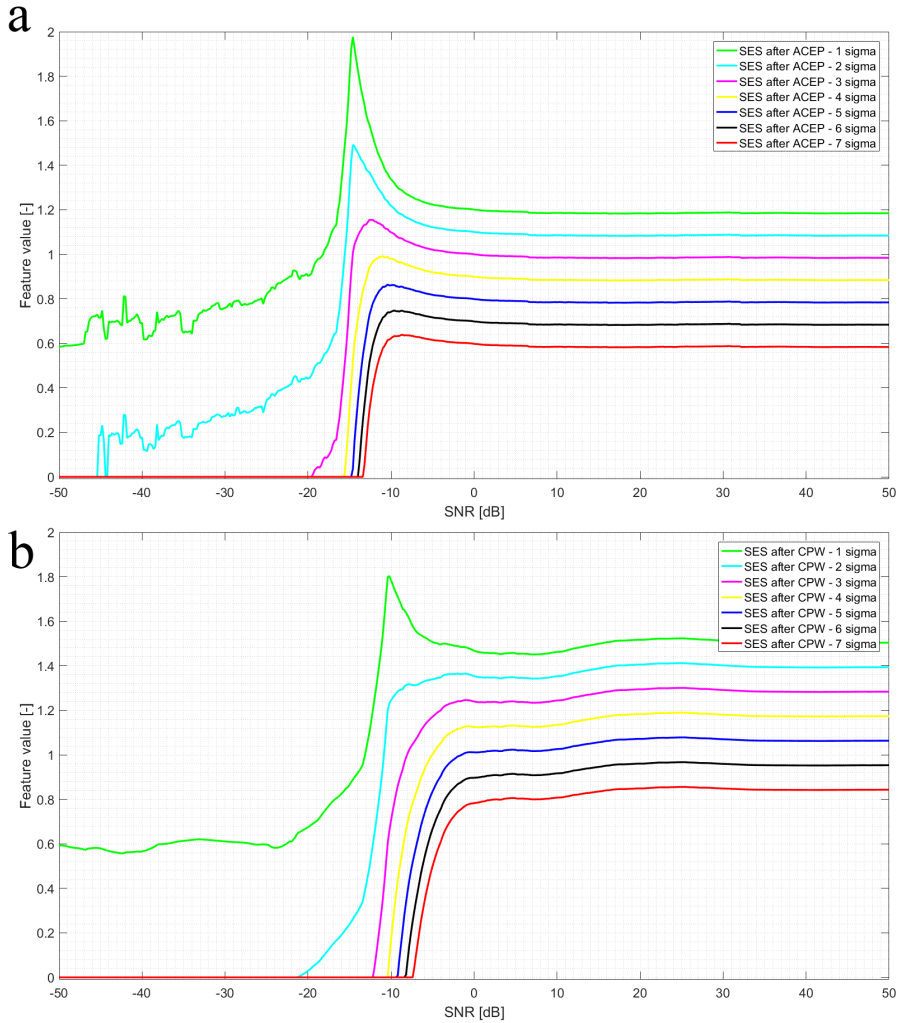 a
2
1.8
1.6
1.4
1.2
1
0.8
0.6
0.4
0.2
0
Feature value [-]
SES after ACEP - 1 sigma
SES after ACEP - 2 sigma
SES after ACEP - 3 sigma
SES after ACEP - 4 sigma
SES after ACEP - 5 sigma
SES after ACEP - 6 sigma
SES after ACEP - 7 sigma
-50 -40 -30 -20 -10 0 10 20 30 40 50
SNR [dB]
b
2
1.8
1.6
1.4
1.2
1
0.8
0.6
0.4
0.2
0
Feature value [-]
SES after CPW - 1 sigma
SES after CPW - 2 sigma
SES after CPW - 3 sigma
SES after CPW - 4 sigma
SES after CPW - 5 sigma
SES after CPW - 6 sigma
SES after CPW - 7 sigma
-50 -40 -30 -20 -10 0 10 20 30 40 50
SNR [dB]